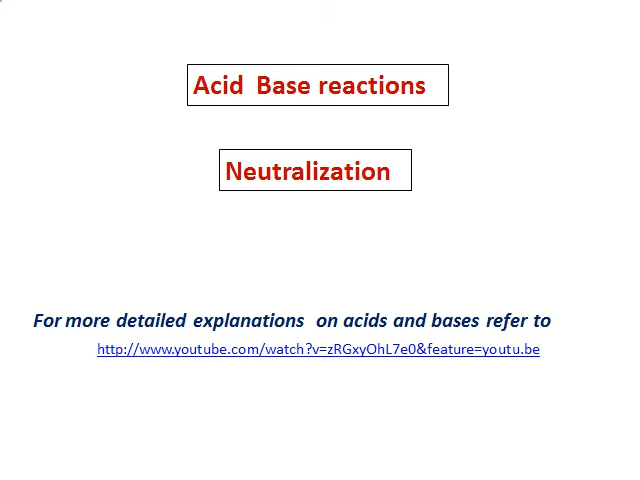 Acid  Base reactions
Neutralization
For more detailed explanations  on acids and bases refer to
http://www.youtube.com/watch?v=zRGxyOhL7e0&feature=youtu.be